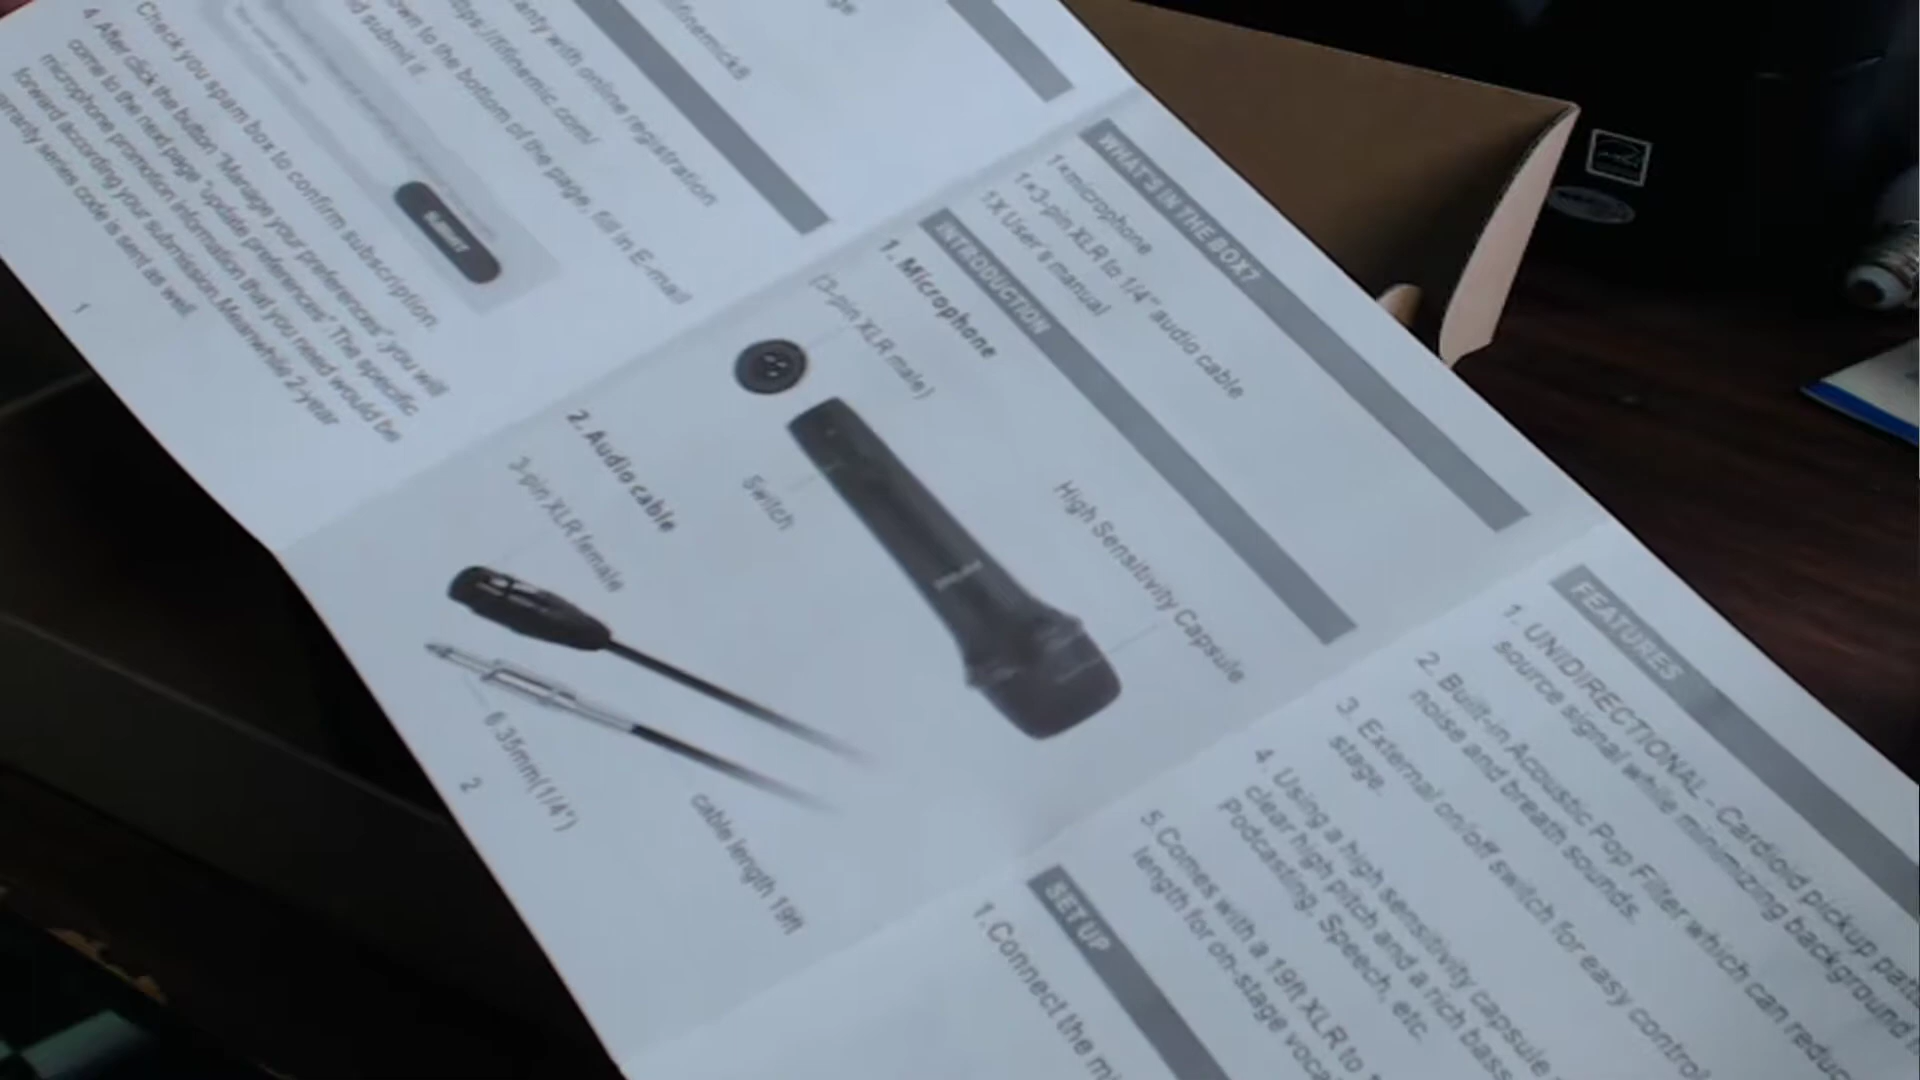 anty with online registration
https://fifinemic.com/
own to the bottom of the page, fill in E-mail
d submit it.
SUBMIT
Check you spam box to confirm subscription.
4. After click the button "Manage your preferences", you will
come to the next page "update preferences". The specific
microphone promotion information that you need would be
forward according your submission. Meanwhile 2-year
arranty series code is sent as well.
1
WHAT'S IN THE BOX?
1×microphone
1×3-pin XLR to 1/4" audio cable
1X User's manual
INTRODUCTION
1. Microphone
(3-pin XLR male)
Switch
High Sensitivity Capsule
2. Audio cable
3-pin XLR female
6.35mm(1/4")
cable length 19ft
2
FEATURES
1. UNIDIRECTIONAL - Cardioid pickup patt
source signal while minimizing background
2. Built-in Acoustic Pop Filter which can reduc
noise and breath sounds.
3. External on/off switch for easy control
stage.
4. Using a high sensitivity capsule
clear high pitch and a rich bass
Podcasting, Speech, etc.
5.Comes with a 19ft XLR to
length for on-stage voca
SET UP
1.Connect the mi